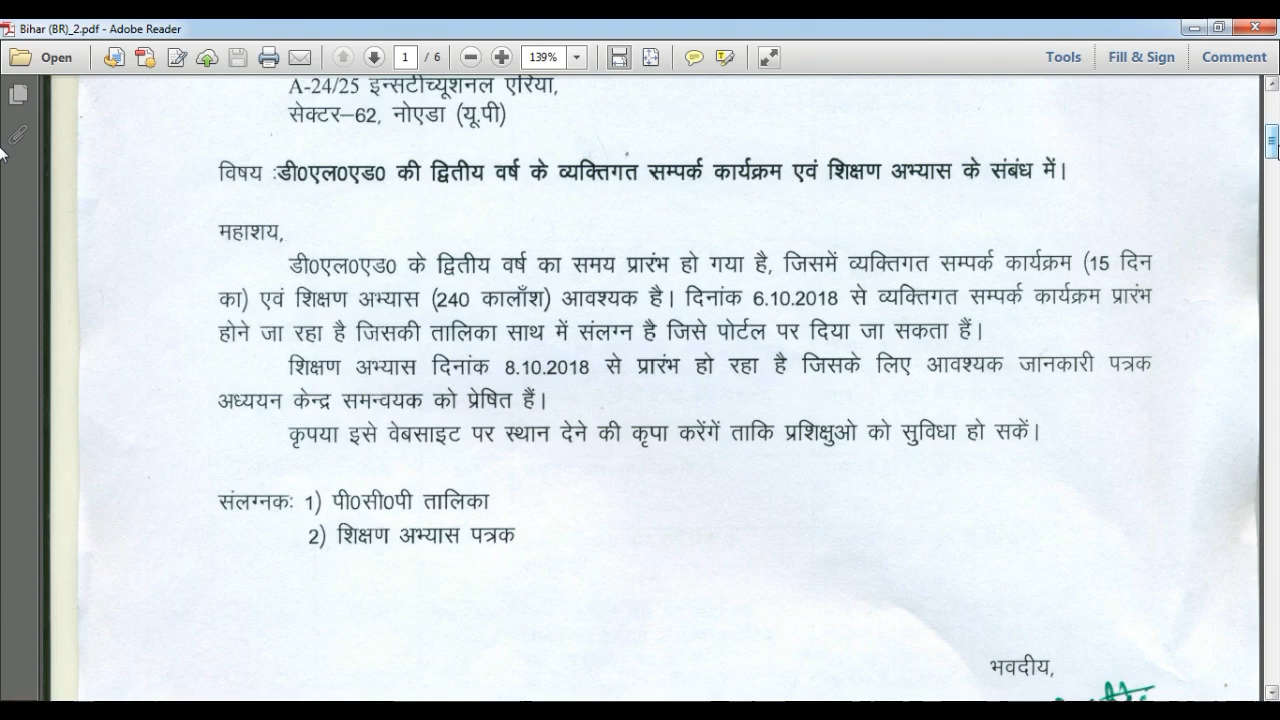 Bihar (BR)_2.pdf - Adobe Reader
Open
1 / 6
139%
Tools
Fill & Sign
Comment
A-24/25 इन्सटीच्यूशनल एरिया,
सेक्टर–62, नोएडा (यू.पी)
विषय :डी0एल0एड0 की द्वितीय वर्ष के व्यक्तिगत सम्पर्क कार्यक्रम एवं शिक्षण अभ्यास के संबंध में।
महाशय,
डी0एल0एड0 के द्वितीय वर्ष का समय प्रारंभ हो गया है, जिसमें व्यक्तिगत सम्पर्क कार्यक्रम (15 दिन
का) एवं शिक्षण अभ्यास (240 कालाँश) आवश्यक है। दिनांक 6.10.2018 से व्यक्तिगत सम्पर्क कार्यक्रम प्रारंभ
होने जा रहा है जिसकी तालिका साथ में संलग्न है जिसे पोर्टल पर दिया जा सकता हैं।
शिक्षण अभ्यास दिनांक 8.10.2018 से प्रारंभ हो रहा है जिसके लिए आवश्यक जानकारी पत्रक
अध्ययन केन्द्र समन्वयक को प्रेषित हैं।
कृपया इसे वेबसाइट पर स्थान देने की कृपा करेंगें ताकि प्रशिक्षुओ को सुविधा हो सकें।
संलग्नकः 1) पी0सी0पी तालिका
2) शिक्षण अभ्यास पत्रक
भवदीय,